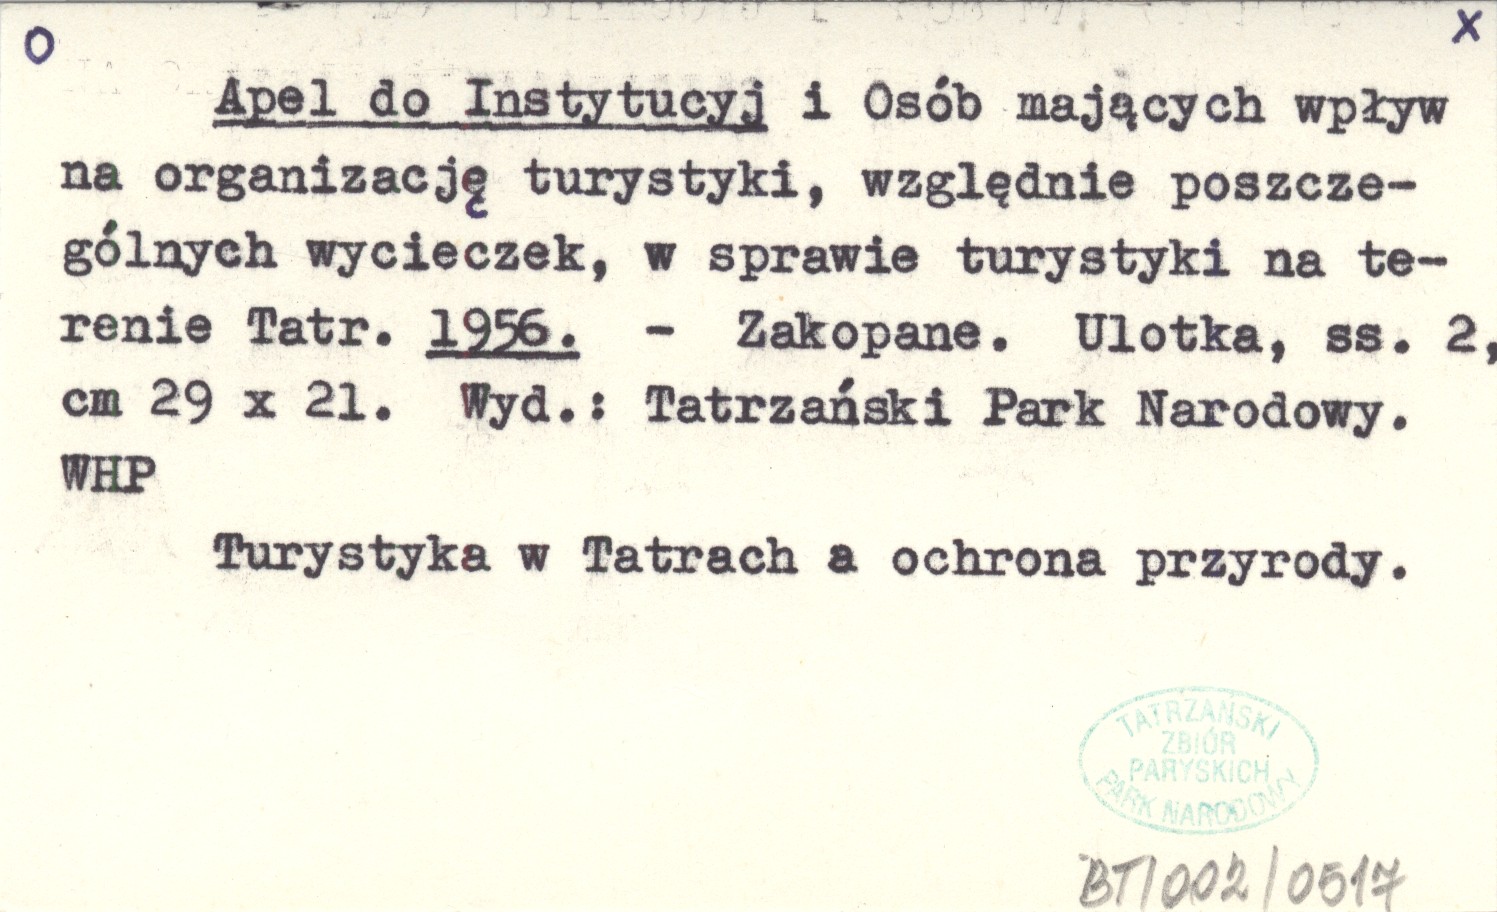 O X
Apel do Instytucyj i Osób mających wpływ
na organizację turystyki, względnie poszcze-
gólnych wycieczek, w sprawie turystyki na te-
renie Tatr. 1956. - Zakopane. Ulotka, ss. 2,
cm 29 x 21. Wyd.: Tatrzański Park Narodowy.
WHP
Turystyka w Tatrach a ochrona przyrody.
TATRZAŃSKI
ZBIÓR
PARYSKICH
PARK NARODOWY
BT/002/0517